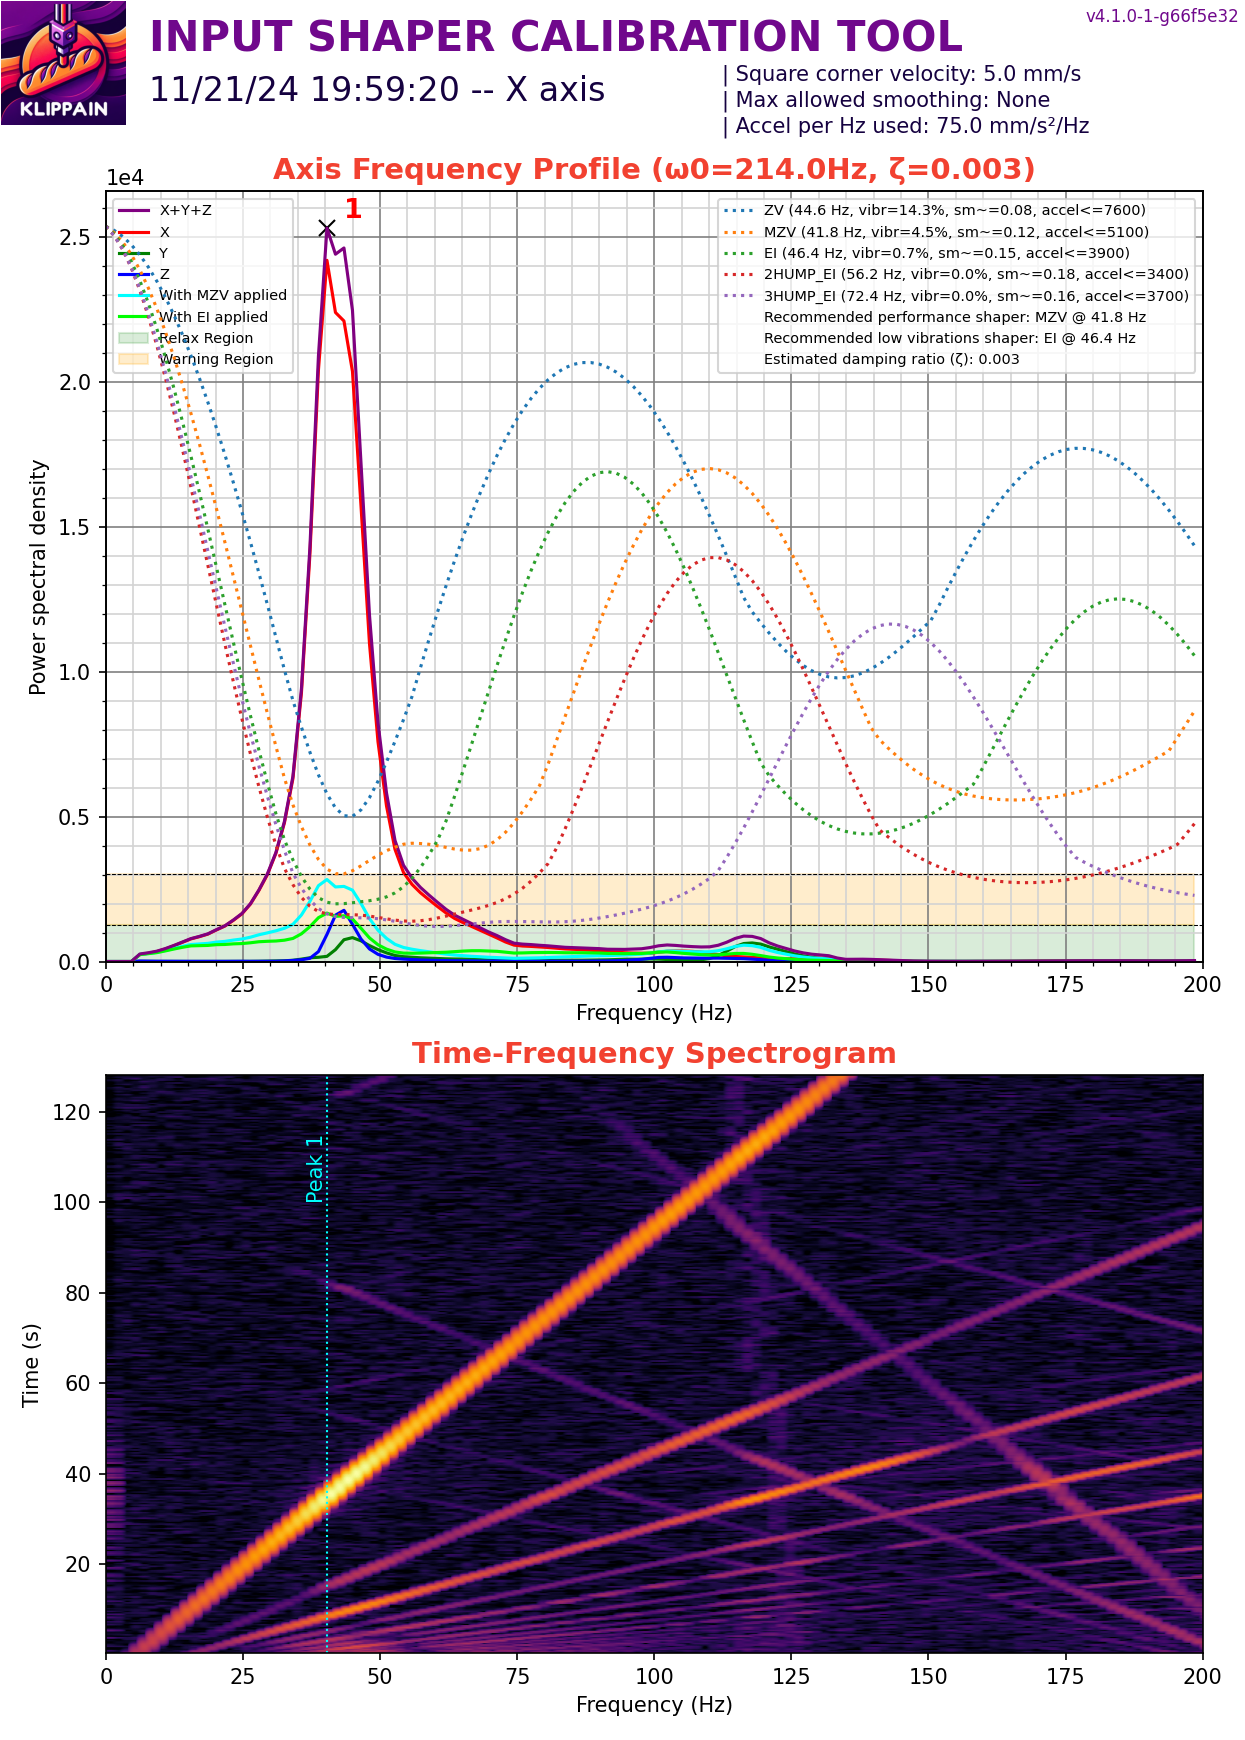 v4.1.0-1-g66f5e32
INPUT SHAPER CALIBRATION TOOL
KLIPPAIN
11/21/24 19:59:20 -- X axis
| Square corner velocity: 5.0 mm/s
| Max allowed smoothing: None
| Accel per Hz used: 75.0 mm/s²/Hz
Axis Frequency Profile (ω0=214.0Hz, ζ=0.003)
1e4
X+Y+Z
X
Y
Z
With MZV applied
With EI applied
Relax Region
Warning Region
1
ZV (44.6 Hz, vibr=14.3%, sm~=0.08, accel<=7600)
MZV (41.8 Hz, vibr=4.5%, sm~=0.12, accel<=5100)
EI (46.4 Hz, vibr=0.7%, sm~=0.15, accel<=3900)
2HUMP_EI (56.2 Hz, vibr=0.0%, sm~=0.18, accel<=3400)
3HUMP_EI (72.4 Hz, vibr=0.0%, sm~=0.16, accel<=3700)
Recommended performance shaper: MZV @ 41.8 Hz
Recommended low vibrations shaper: EI @ 46.4 Hz
Estimated damping ratio (ζ): 0.003
Power spectral density
2.5
2.0
1.5
1.0
0.5
0.0
0 25 50 75 100 125 150 175 200
Frequency (Hz)
Time-Frequency Spectrogram
Peak 1
Time (s)
120
100
80
60
40
20
0 25 50 75 100 125 150 175 200
Frequency (Hz)